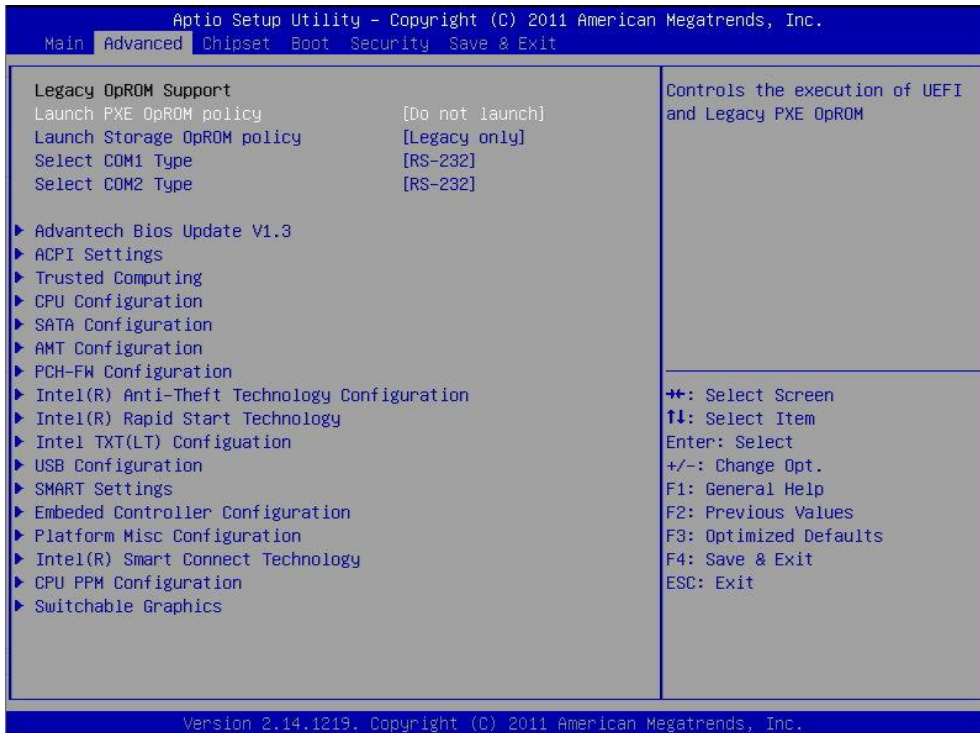 Aptio Setup Utility – Copyright (C) 2011 American Megatrends, Inc.
Main Advanced Chipset Boot Security Save & Exit
Legacy OpROM Support
Launch PXE OpROM policy [Do not launch]
Launch Storage OpROM policy [Legacy only]
Select COM1 Type [RS-232]
Select COM2 Type [RS-232]
▶ Advantech Bios Update V1.3
▶ ACPI Settings
▶ Trusted Computing
▶ CPU Configuration
▶ SATA Configuration
▶ AMT Configuration
▶ PCH-FW Configuration
▶ Intel(R) Anti-Theft Technology Configuration
▶ Intel(R) Rapid Start Technology
▶ Intel TXT(LT) Configuation
▶ USB Configuration
▶ SMART Settings
▶ Embeded Controller Configuration
▶ Platform Misc Configuration
▶ Intel(R) Smart Connect Technology
▶ CPU PPM Configuration
▶ Switchable Graphics
Controls the execution of UEFI
and Legacy PXE OpROM
→←: Select Screen
↑↓: Select Item
Enter: Select
+/-: Change Opt.
F1: General Help
F2: Previous Values
F3: Optimized Defaults
F4: Save & Exit
ESC: Exit
Version 2.14.1219. Copyright (C) 2011 American Megatrends, Inc.